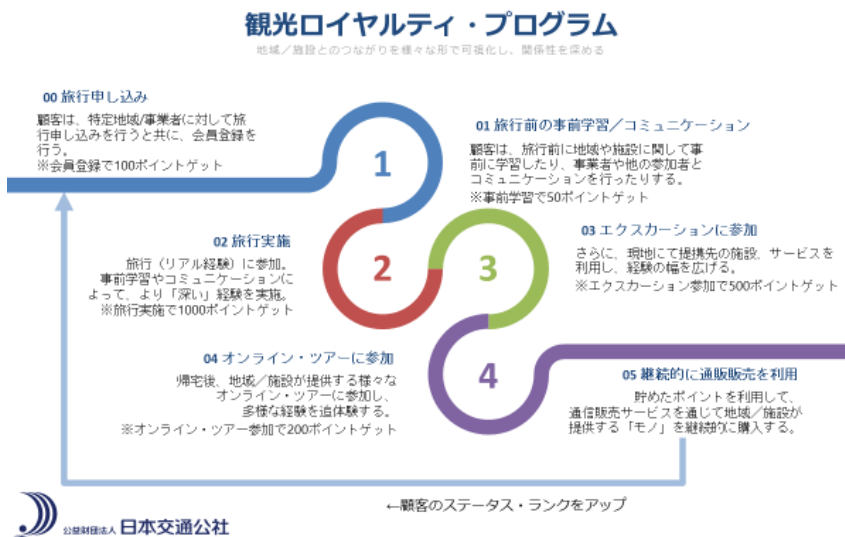 観光ロイヤルティ・プログラム
地域／施設とのつながりを様々な形で可視化し、関係性を深める
00 旅行申し込み
顧客は、特定地域/事業者に対して旅
行申し込みを行うと共に、会員登録を
行う。
※会員登録で100ポイントゲット
1
01 旅行前の事前学習／コミュニケーション
顧客は、旅行前に地域や施設に関して事
前に学習したり、事業者や他の参加者と
コミュニケーションを行ったりする。
※事前学習で50ポイントゲット
02 旅行実施
旅行（リアル経験）に参加。
事前学習やコミュニケーションに
よって、より「深い」経験を実施。
※旅行実施で1000ポイントゲット
2
3
03 エクスカーションに参加
さらに、現地にて提携先の施設、サービスを
利用し、経験の幅を広げる。
※エクスカーション参加で500ポイントゲット
04 オンライン・ツアーに参加
帰宅後、地域／施設が提供する様々な
オンライン・ツアーに参加し、
多様な経験を追体験する。
※オンライン・ツアー参加で200ポイントゲット
4
05 継続的に通販販売を利用
貯めたポイントを利用して、
通信販売サービスを通じて地域／施設が
提供する「モノ」を継続的に購入する。
←顧客のステータス・ランクをアップ
公益財団法人 日本交通公社